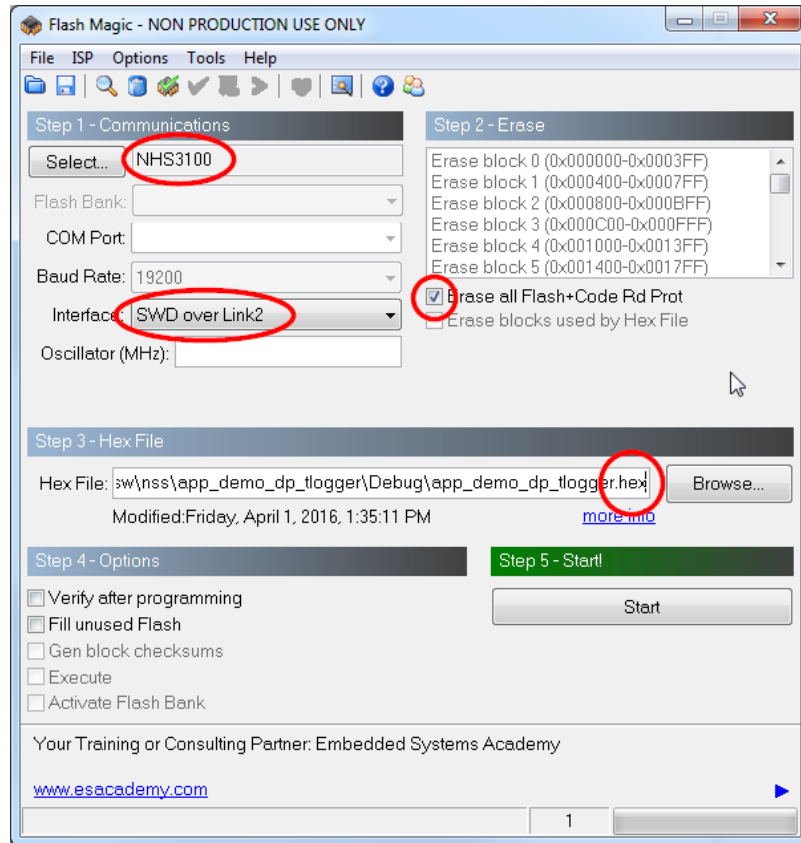 Flash Magic - NON PRODUCTION USE ONLY
File ISP Options Tools Help
Step 1 - Communications
Select... NHS3100
Flash Bank:
COM Port:
Baud Rate: 19200
Interface: SWD over Link2
Oscillator (MHz):
Step 2 - Erase
Erase block 0 (0x000000-0x0003FF)
Erase block 1 (0x000400-0x0007FF)
Erase block 2 (0x000800-0x000BFF)
Erase block 3 (0x000C00-0x000FFF)
Erase block 4 (0x001000-0x0013FF)
Erase block 5 (0x001400-0x0017FF)
Erase all Flash+Code Rd Prot
Erase blocks used by Hex File
Step 3 - Hex File
Hex File: sw\nss\app_demo_dp_tlogger\Debug\app_demo_dp_tlogger.hex Browse...
Modified:Friday, April 1, 2016, 1:35:11 PM more info
Step 4 - Options
Verify after programming
Fill unused Flash
Gen block checksums
Execute
Activate Flash Bank
Step 5 - Start!
Start
Your Training or Consulting Partner: Embedded Systems Academy
www.esacademy.com
1